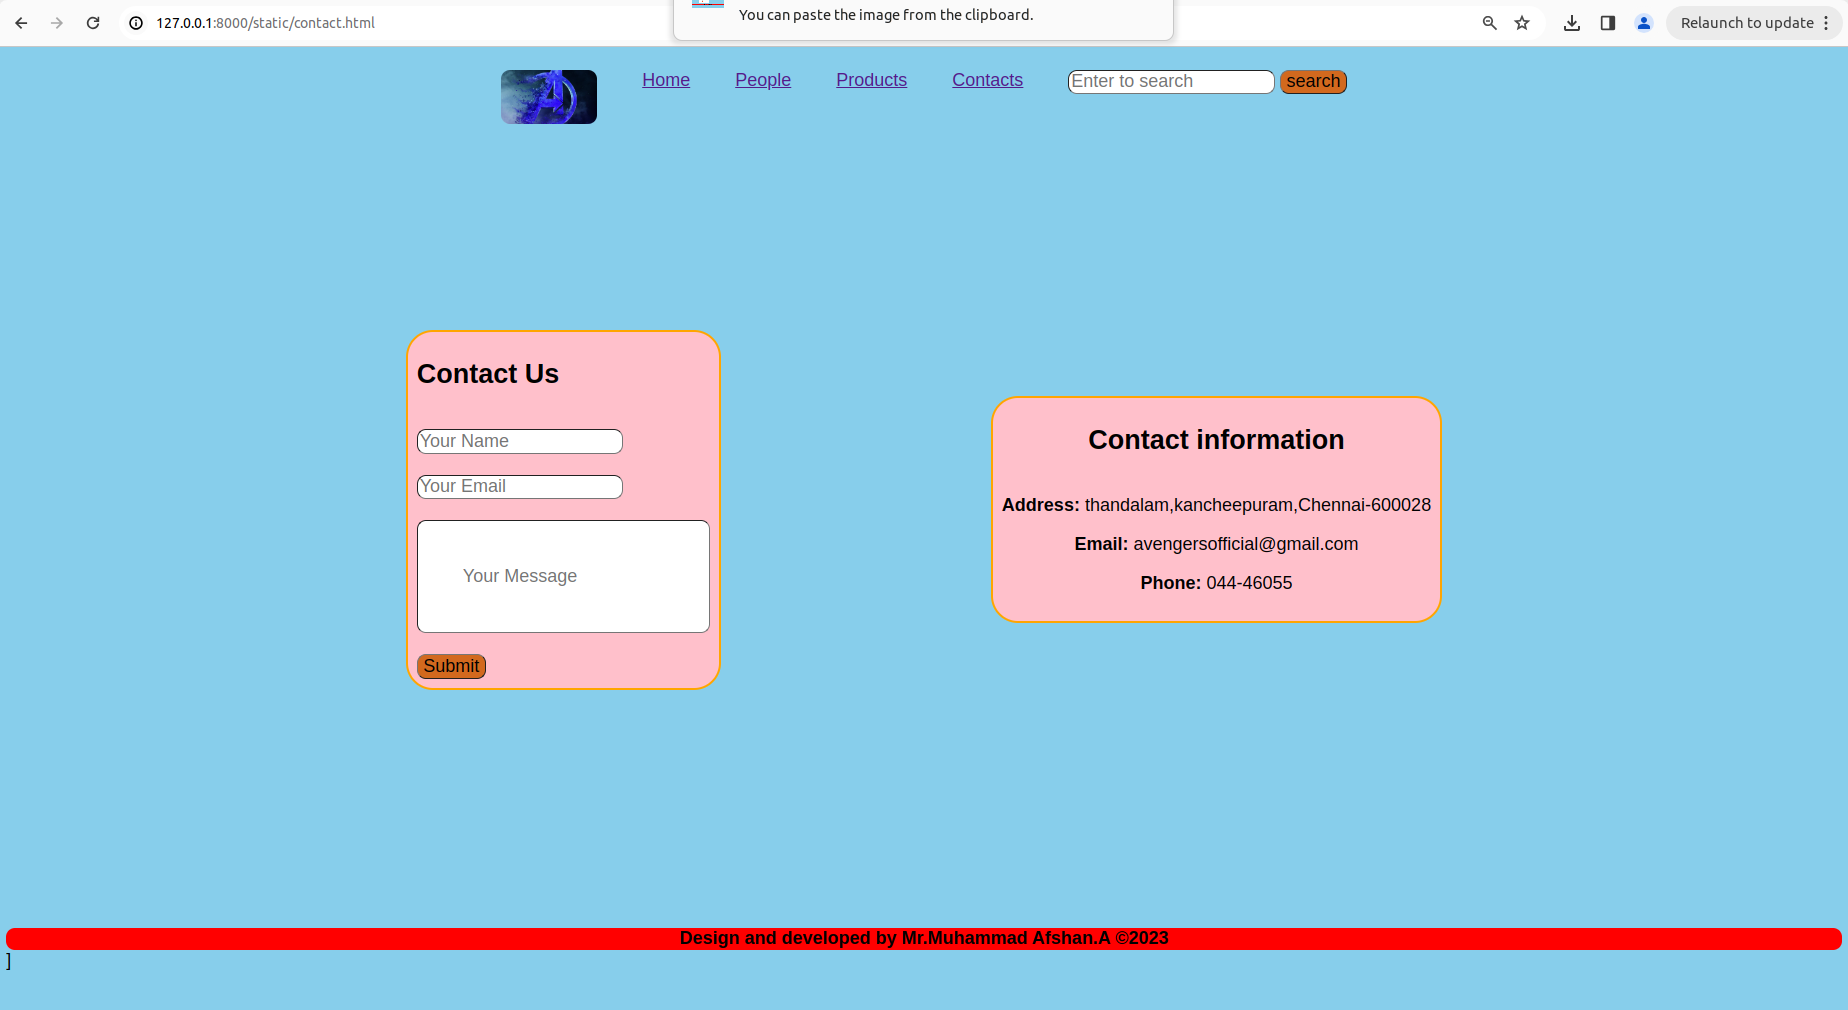 127.0.0.1:8000/static/contact.html
You can paste the image from the clipboard.
Relaunch to update
Home People Products Contacts Enter to search search
Contact Us
Your Name
Your Email
Your Message
Submit
Contact information
Address: thandalam,kancheepuram,Chennai-600028
Email: avengersofficial@gmail.com
Phone: 044-46055
Design and developed by Mr.Muhammad Afshan.A ©2023
]